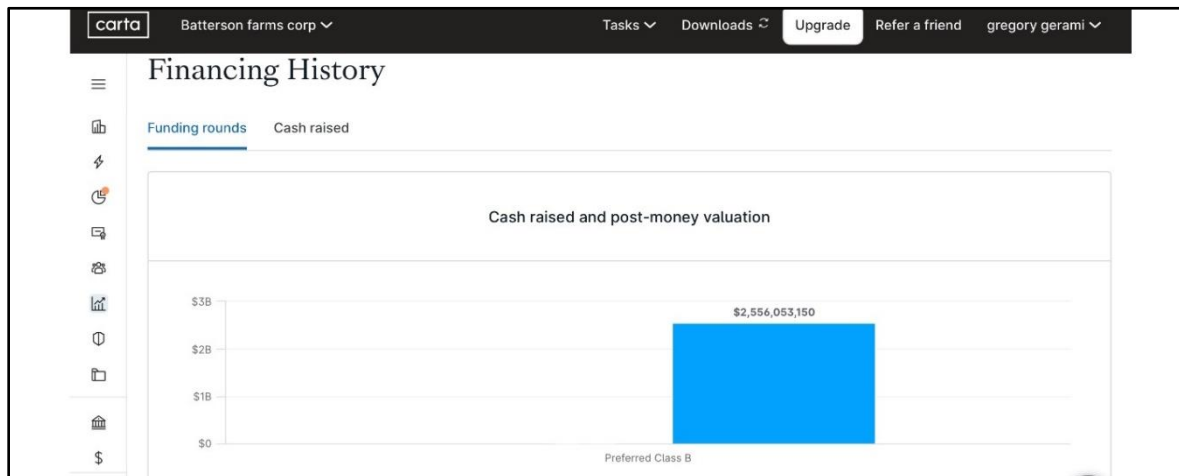 carta Batterson farms corp Tasks Downloads Upgrade Refer a friend gregory gerami
Financing History
Funding rounds Cash raised
Cash raised and post-money valuation
$3B
$2,556,053,150
$2B
$1B
$0
Preferred Class B
$